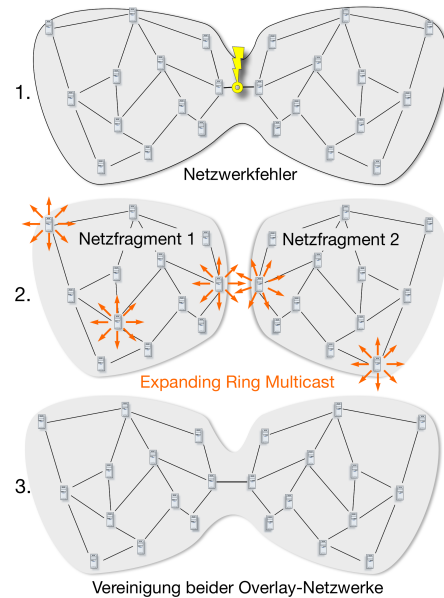 1.
Netzwerkfehler
Netzfragment 1
Netzfragment 2
2.
Expanding Ring Multicast
3.
Vereinigung beider Overlay-Netzwerke